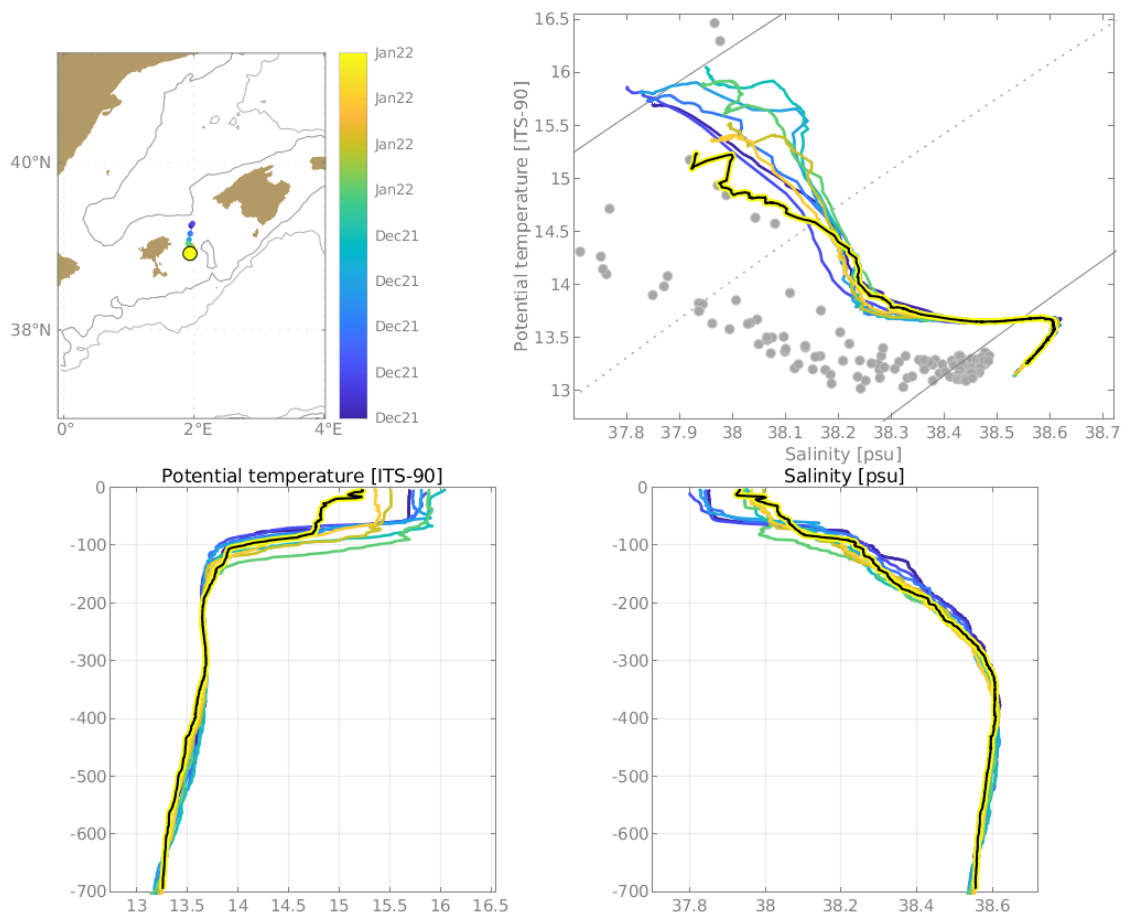 Jan22
Jan22
Jan22
Jan22
Dec21
Dec21
Dec21
Dec21
Dec21
40°N
38°N
0°
2°E
4°E
16.5
16
15.5
15
14.5
14
13.5
13
Potential temperature [ITS-90]
37.8
37.9
38
38.1
38.2
38.3
38.4
38.5
38.6
38.7
Salinity [psu]
Potential temperature [ITS-90]
0
-100
-200
-300
-400
-500
-600
-700
13
13.5
14
14.5
15
15.5
16
16.5
Salinity [psu]
0
-100
-200
-300
-400
-500
-600
-700
37.8
38
38.2
38.4
38.6